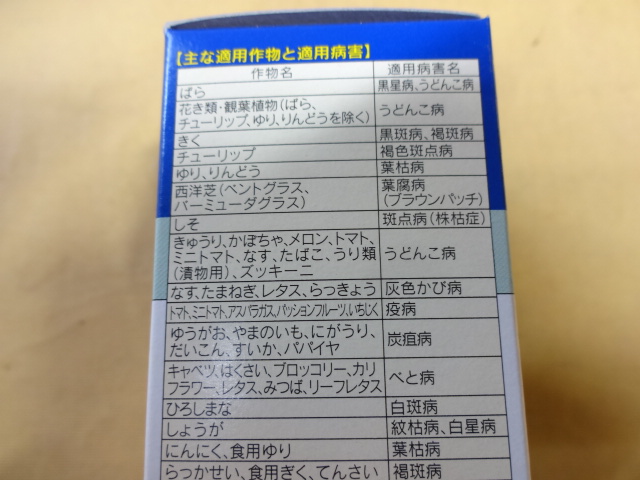 【主な適用作物と適用病害】
作物名 適用病害名
ばら 黒星病、うどんこ病
花き類・観葉植物(ばら、
チューリップ、ゆり、りんどうを除く) うどんこ病
きく 黒斑病、褐斑病
チューリップ 褐色斑点病
ゆり、りんどう 葉枯病
西洋芝(ベントグラス、
バーミューダグラス) 葉腐病
(ブラウンパッチ)
しそ 斑点病(株枯症)
きゅうり、かぼちゃ、メロン、トマト、
ミニトマト、なす、たばこ、うり類
(漬物用)、ズッキーニ うどんこ病
なす、たまねぎ、レタス、らっきょう 灰色かび病
トマト、ミニトマト、アスパラガス、パッションフルーツ、いちじく 疫病
ゆうがお、やまのいも、にがうり、
だいこん、すいか、パパイヤ 炭疽病
キャベツ、はくさい、ブロッコリー、カリ
フラワー、レタス、みつば、リーフレタス べと病
ひろしまな 白斑病
しょうが 紋枯病、白星病
にんにく、食用ゆり 葉枯病
らっかせい、食用ぎく、てんさい 褐斑病